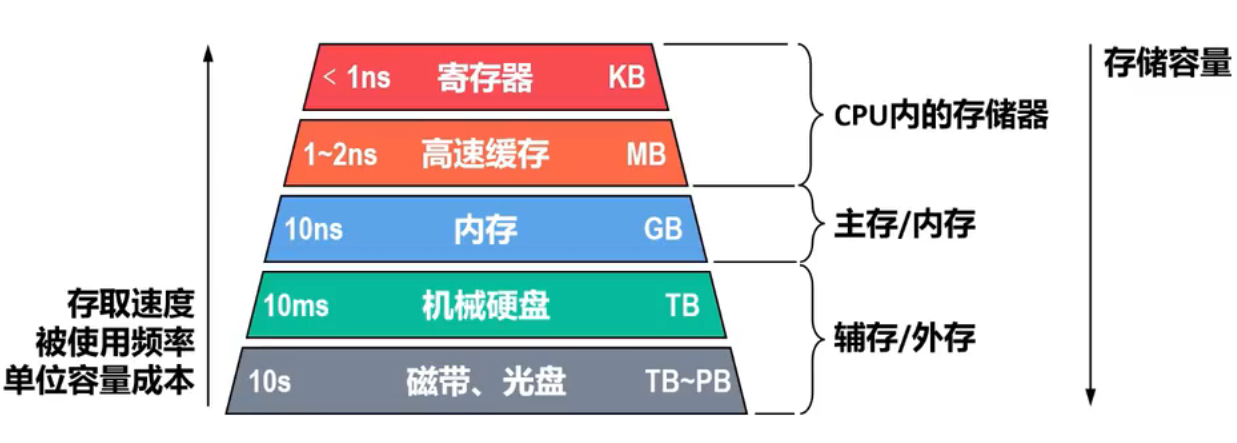 < 1ns 寄存器 KB
1~2ns 高速缓存 MB
10ns 内存 GB
10ms 机械硬盘 TB
10s 磁带、光盘 TB~PB
CPU内的存储器
主存/内存
辅存/外存
存取速度
被使用频率
单位容量成本
存储容量